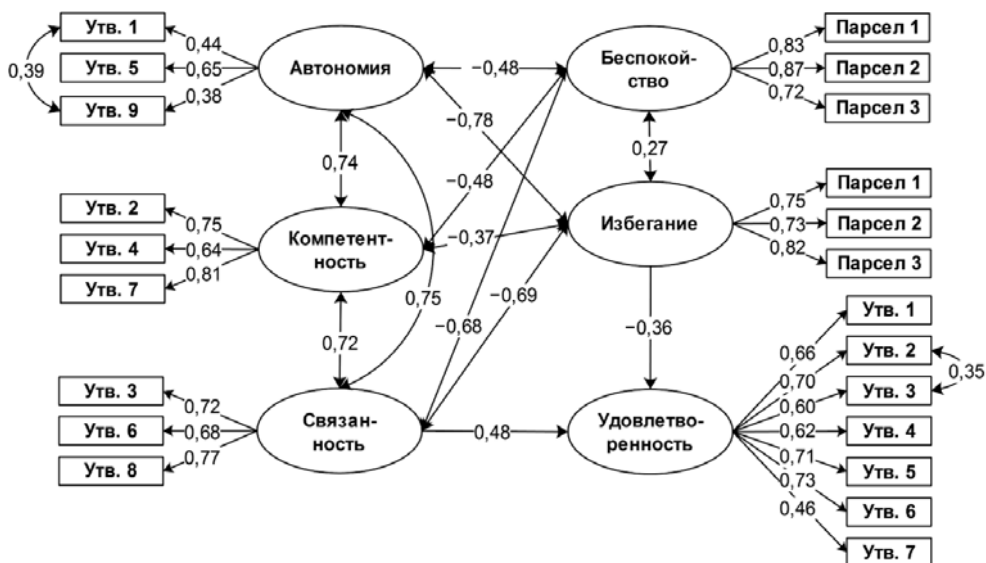 Утв. 1
Утв. 5
Утв. 9
0,39
0,44
0,65
0,38
Автономия
−0,48
Беспокой-
ство
0,83
0,87
0,72
Парсел 1
Парсел 2
Парсел 3
0,74
−0,78
−0,48
0,27
Утв. 2
Утв. 4
Утв. 7
0,75
0,64
0,81
Компетент-
ность
−0,37
Избегание
0,75
0,73
0,82
Парсел 1
Парсел 2
Парсел 3
0,72
0,75
−0,68
−0,69
−0,36
Утв. 3
Утв. 6
Утв. 8
0,72
0,68
0,77
Связан-
ность
0,48
Удовлетво-
ренность
0,66
0,70
0,60
0,62
0,71
0,73
0,46
Утв. 1
Утв. 2
Утв. 3
Утв. 4
Утв. 5
Утв. 6
Утв. 7
0,35